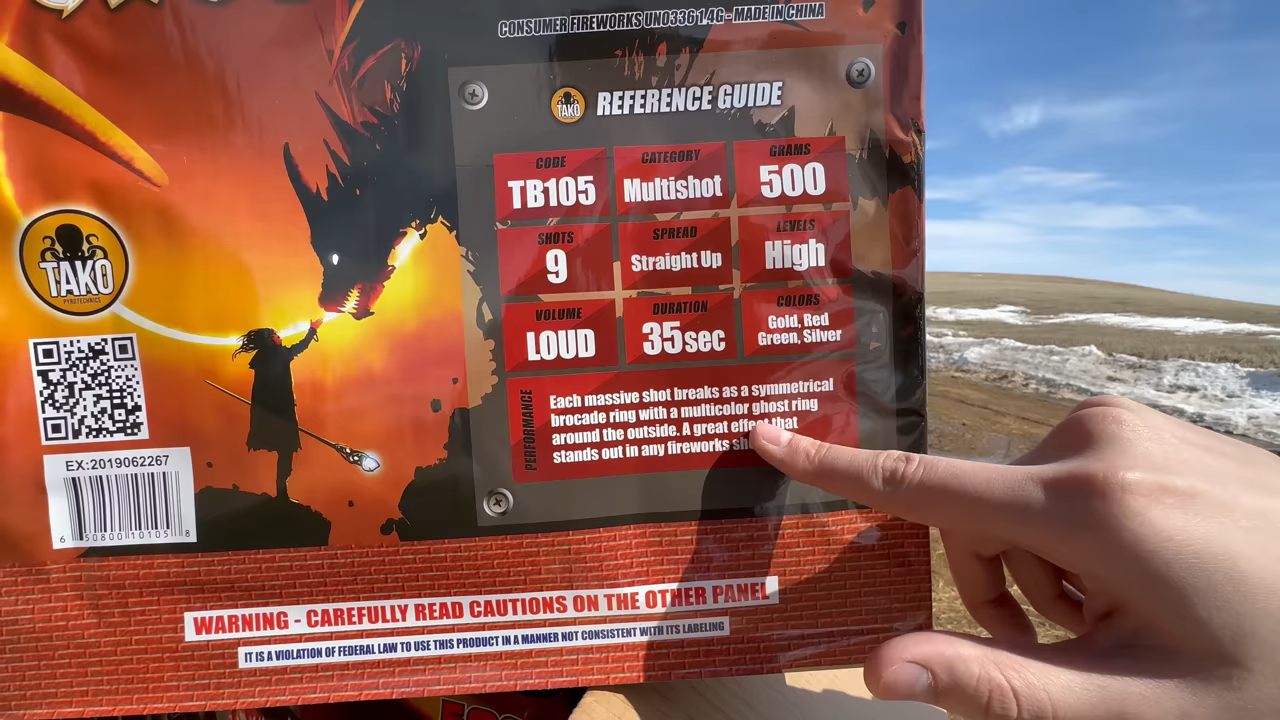 CONSUMER FIREWORKS UN0336 1.4G - MADE IN CHINA
TAKO
REFERENCE GUIDE
CODE
TB105
CATEGORY
Multishot
GRAMS
500
SHOTS
9
SPREAD
Straight Up
LEVELS
High
VOLUME
LOUD
DURATION
35sec
COLORS
Gold, Red
Green, Silver
PERFORMANCE
Each massive shot breaks as a symmetrical
brocade ring with a multicolor ghost ring
around the outside. A great effect that
stands out in any fireworks
TAKO
PYROTECHNICS
EX:2019062267
6 50800 10105 8
WARNING - CAREFULLY READ CAUTIONS ON THE OTHER PANEL
IT IS A VIOLATION OF FEDERAL LAW TO USE THIS PRODUCT IN A MANNER NOT CONSISTENT WITH ITS LABELING